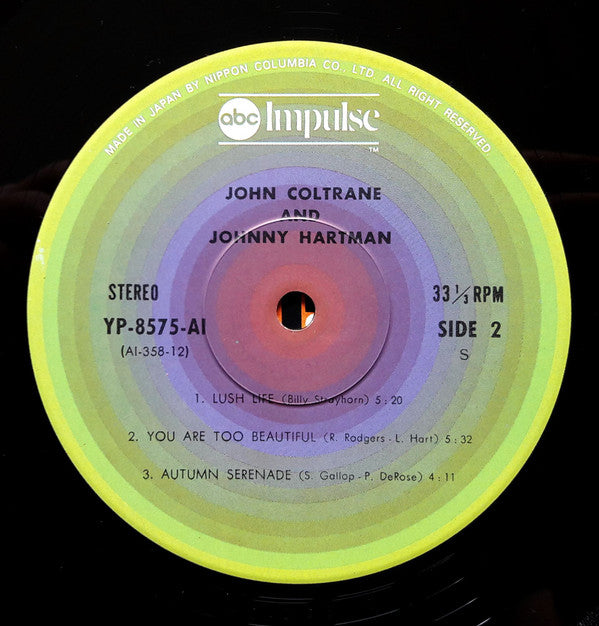 MADE IN JAPAN BY NIPPON COLUMBIA CO., LTD. ALL RIGHT RESERVED
abc Impulse
TM
JOHN COLTRANE
AND
JOHNNY HARTMAN
STEREO
33 1/3 RPM
YP-8575-AI
SIDE 2
(AI-358-12)
S
1. LUSH LIFE (Billy Strayhorn) 5:20
2. YOU ARE TOO BEAUTIFUL (R. Rodgers - L. Hart) 5:32
3. AUTUMN SERENADE (S. Gallop - P. DeRose) 4:11